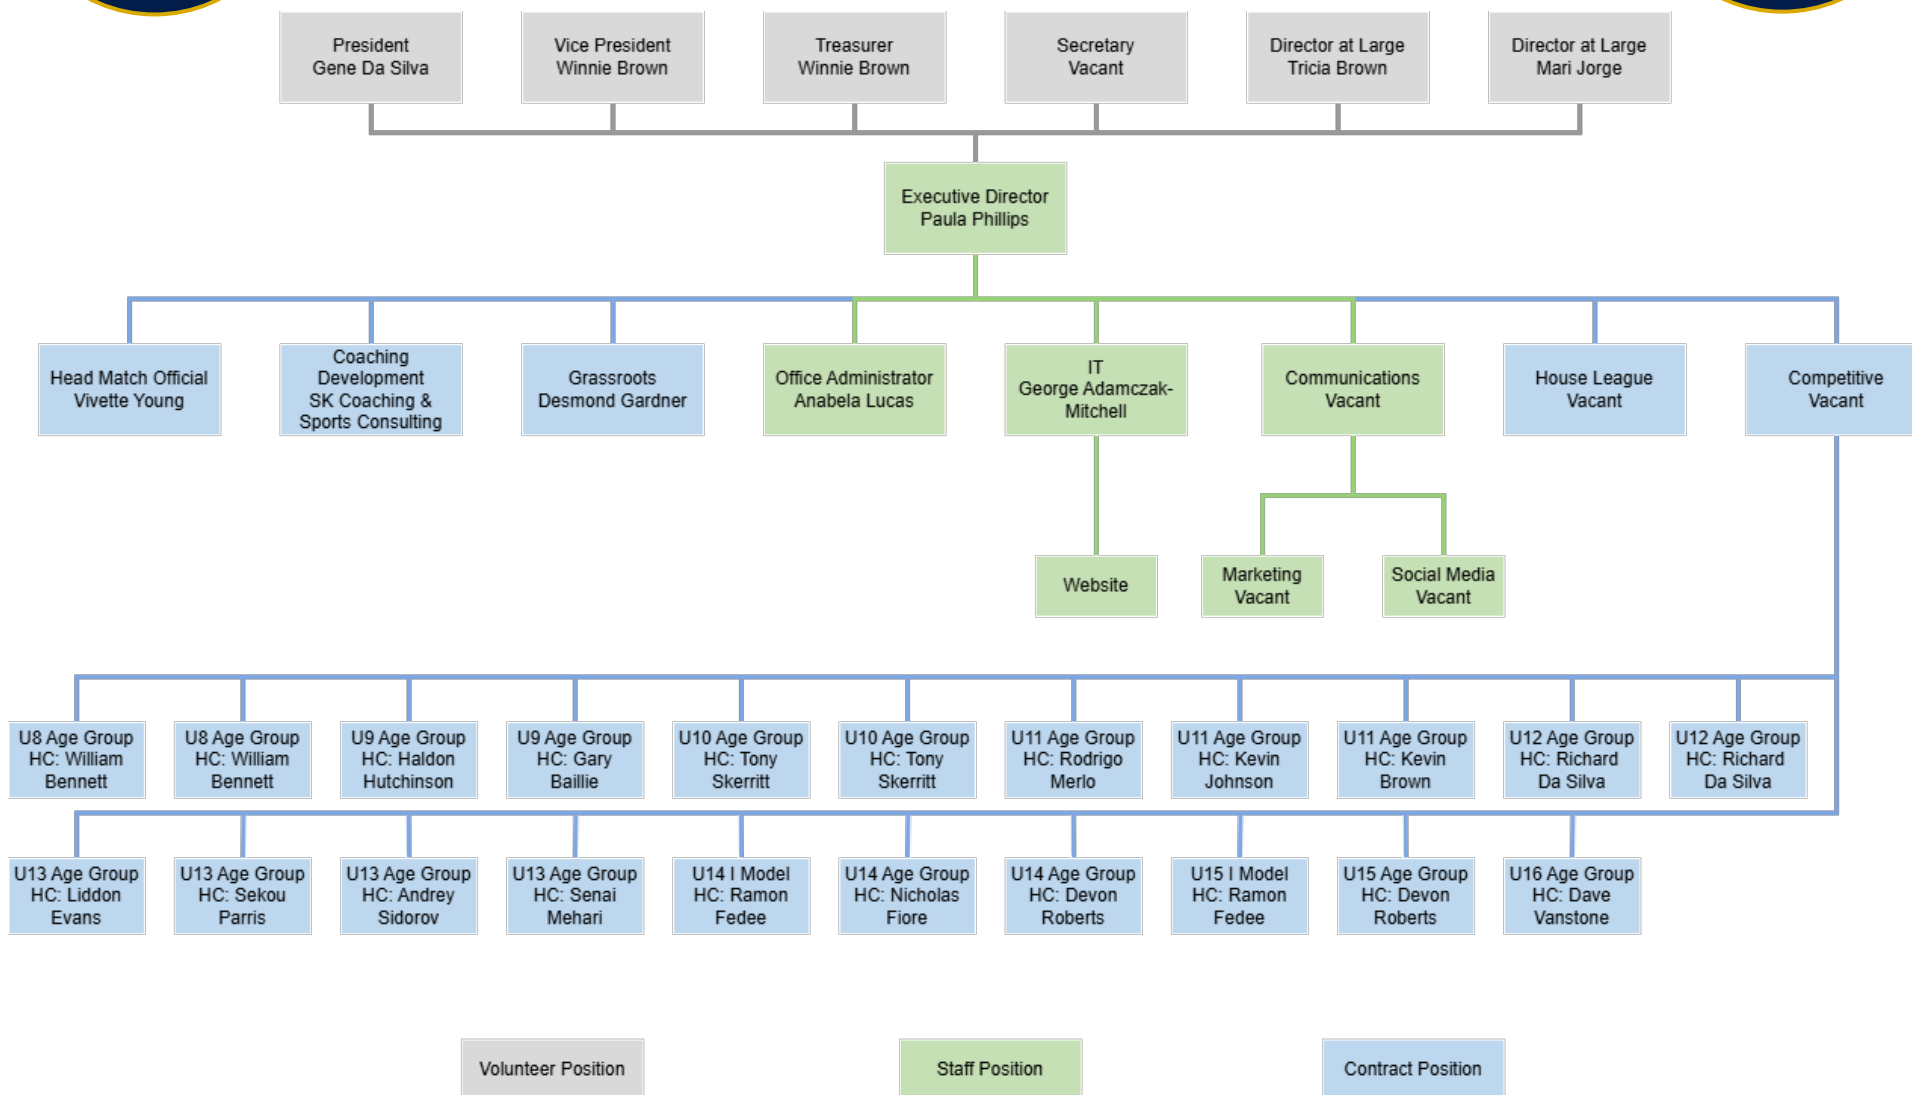 President
Gene Da Silva
Vice President
Winnie Brown
Treasurer
Winnie Brown
Secretary
Vacant
Director at Large
Tricia Brown
Director at Large
Mari Jorge
Executive Director
Paula Phillips
Head Match Official
Vivette Young
Coaching
Development
SK Coaching &
Sports Consulting
Grassroots
Desmond Gardner
Office Administrator
Anabela Lucas
IT
George Adamczak-
Mitchell
Communications
Vacant
House League
Vacant
Competitive
Vacant
Website
Marketing
Vacant
Social Media
Vacant
U8 Age Group
HC: William
Bennett
U8 Age Group
HC: William
Bennett
U9 Age Group
HC: Haldon
Hutchinson
U9 Age Group
HC: Gary
Baillie
U10 Age Group
HC: Tony
Skerritt
U10 Age Group
HC: Tony
Skerritt
U11 Age Group
HC: Rodrigo
Merlo
U11 Age Group
HC: Kevin
Johnson
U11 Age Group
HC: Kevin
Brown
U12 Age Group
HC: Richard
Da Silva
U12 Age Group
HC: Richard
Da Silva
U13 Age Group
HC: Liddon
Evans
U13 Age Group
HC: Sekou
Parris
U13 Age Group
HC: Andrey
Sidorov
U13 Age Group
HC: Senai
Mehari
U14 I Model
HC: Ramon
Fedee
U14 Age Group
HC: Nicholas
Fiore
U14 Age Group
HC: Devon
Roberts
U15 I Model
HC: Ramon
Fedee
U15 Age Group
HC: Devon
Roberts
U16 Age Group
HC: Dave
Vanstone
Volunteer Position
Staff Position
Contract Position